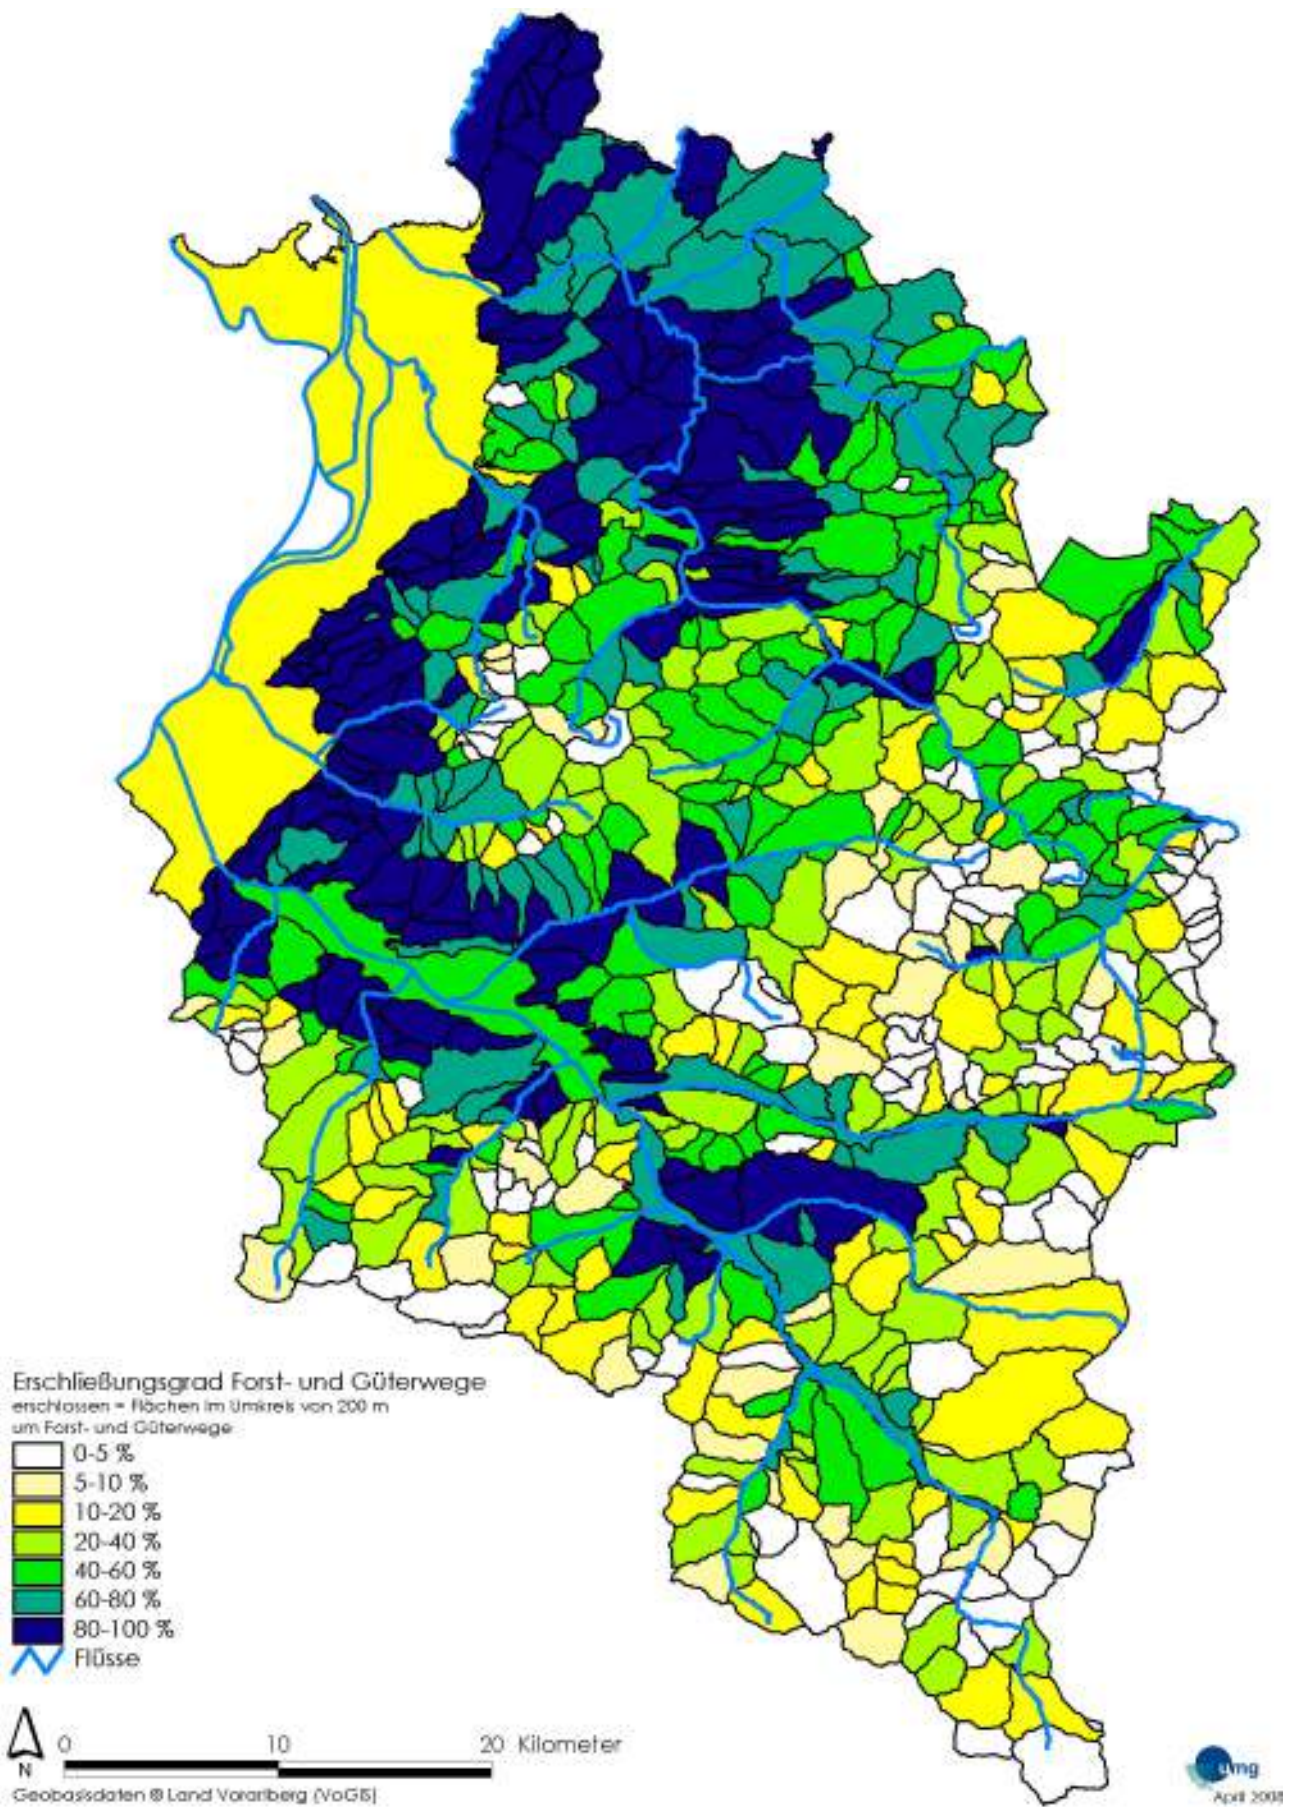 Erschließungsgrad Forst- und Güterwege
erschlossen = Flächen im Umkreis von 200 m
um Forst- und Güterwege
0-5 %
5-10 %
10-20 %
20-40 %
40-60 %
60-80 %
80-100 %
Flüsse
0 10 20 Kilometer
N
Geobasisdaten © Land Vorarlberg (VoGIS)
umg
April 2008